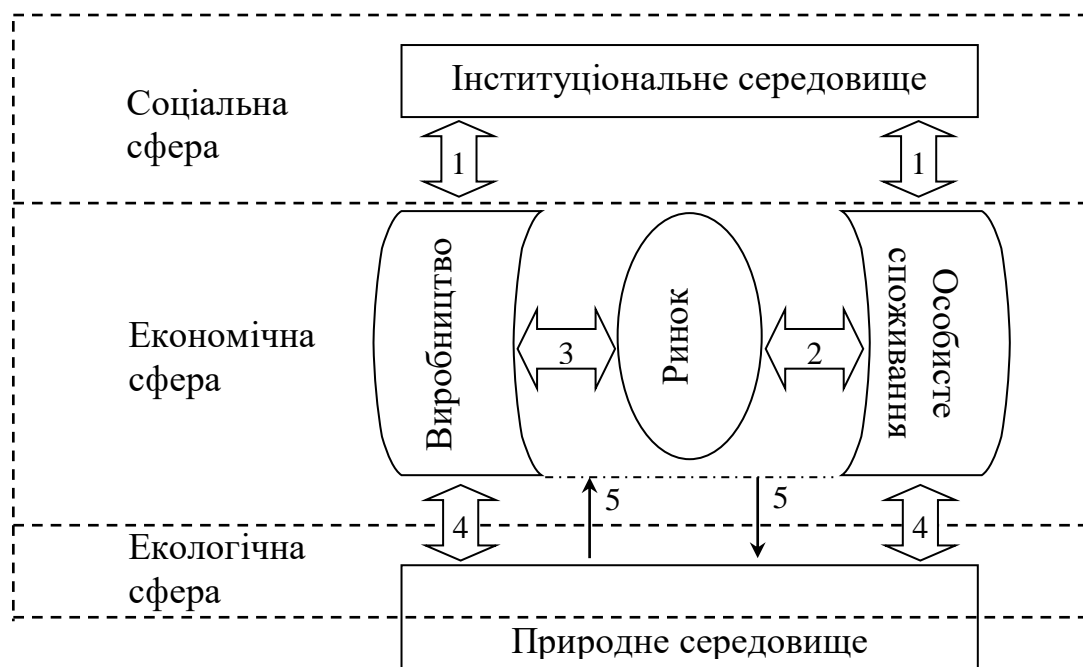 Інституціональне середовище
Соціальна
сфера
1
1
Економічна
сфера
Виробництво
3
Ринок
2
Особисте
споживання
5
5
4
4
Екологічна
сфера
Природне середовище